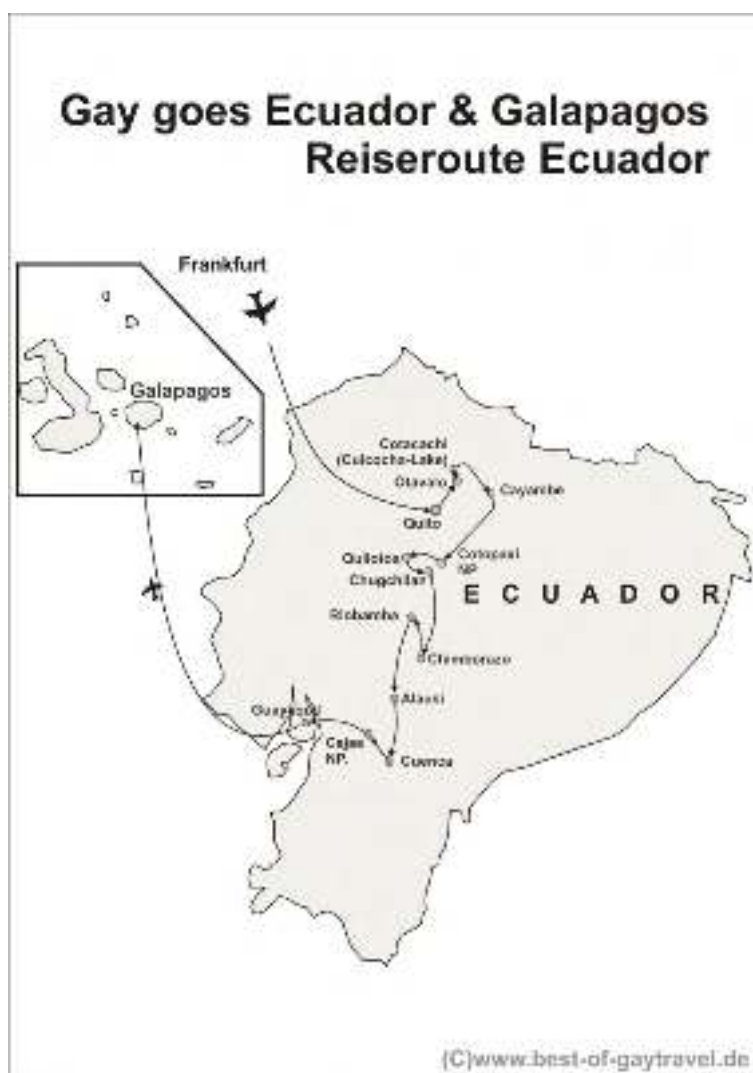 Gay goes Ecuador & Galapagos
Reiseroute Ecuador
Frankfurt
Galapagos
Cotacachi
(Cuicocha-Lake)
Otavalo
Cayambe
Quito
Quilotoa
Cotopaxi
NP
Chugchilan
ECUADOR
Riobamba
Chimborazo
Alausi
Guayaquil
Cajas
NP.
Cuenca
(C)www.best-of-gaytravel.de